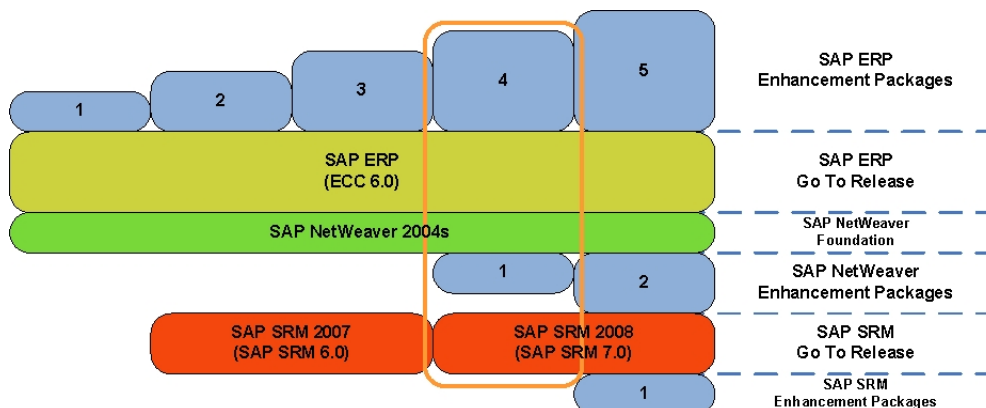 1
2
3
4
5
SAP ERP
Enhancement Packages
SAP ERP
(ECC 6.0)
SAP ERP
Go To Release
SAP NetWeaver 2004s
SAP NetWeaver
Foundation
1
2
SAP NetWeaver
Enhancement Packages
SAP SRM 2007
(SAP SRM 6.0)
SAP SRM 2008
(SAP SRM 7.0)
SAP SRM
Go To Release
1
SAP SRM
Enhancement Packages